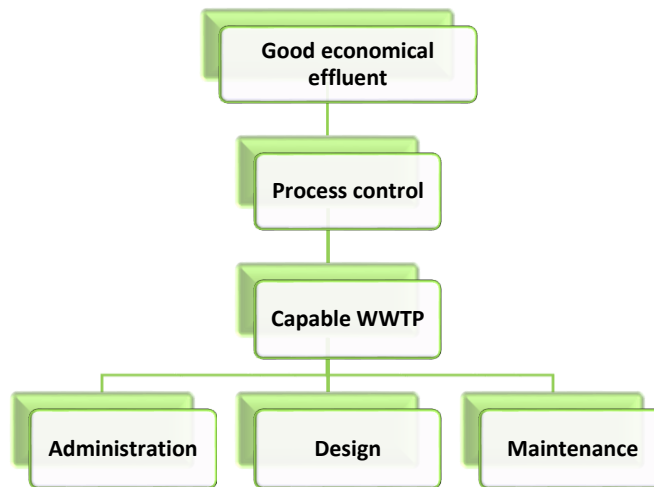 Good economical
effluent
Process control
Capable WWTP
Administration
Design
Maintenance